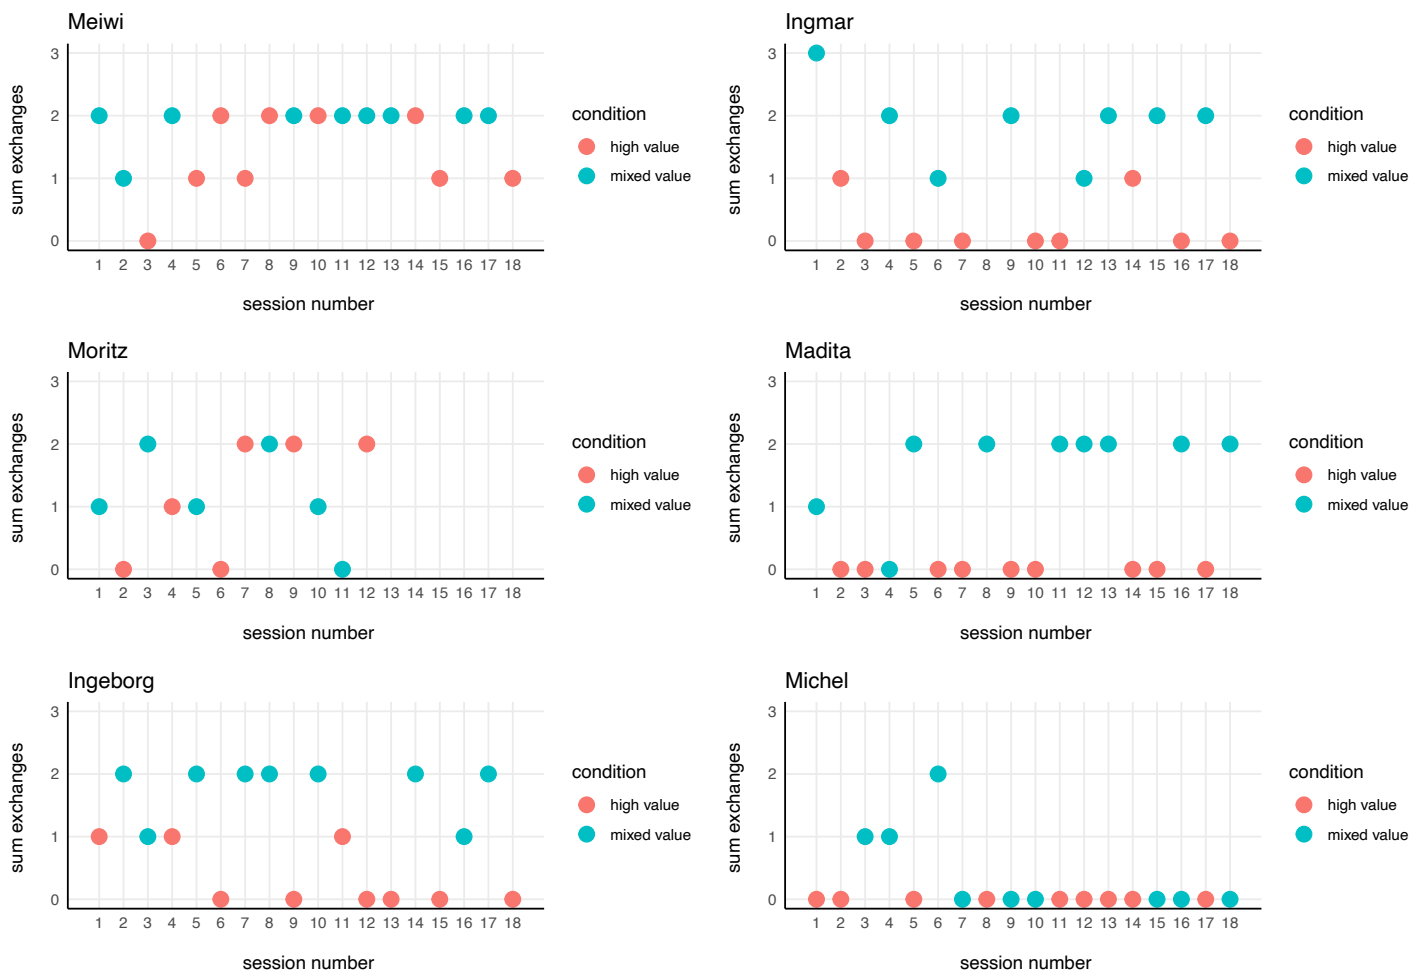 Meiwi
3
2
1
0
sum exchanges
1 2 3 4 5 6 7 8 9 10 11 12 13 14 15 16 17 18
session number
condition
high value
mixed value
Ingmar
3
2
1
0
sum exchanges
1 2 3 4 5 6 7 8 9 10 11 12 13 14 15 16 17 18
session number
condition
high value
mixed value
Moritz
3
2
1
0
sum exchanges
1 2 3 4 5 6 7 8 9 10 11 12 13 14 15 16 17 18
session number
condition
high value
mixed value
Madita
3
2
1
0
sum exchanges
1 2 3 4 5 6 7 8 9 10 11 12 13 14 15 16 17 18
session number
condition
high value
mixed value
Ingeborg
3
2
1
0
sum exchanges
1 2 3 4 5 6 7 8 9 10 11 12 13 14 15 16 17 18
session number
condition
high value
mixed value
Michel
3
2
1
0
sum exchanges
1 2 3 4 5 6 7 8 9 10 11 12 13 14 15 16 17 18
session number
condition
high value
mixed value